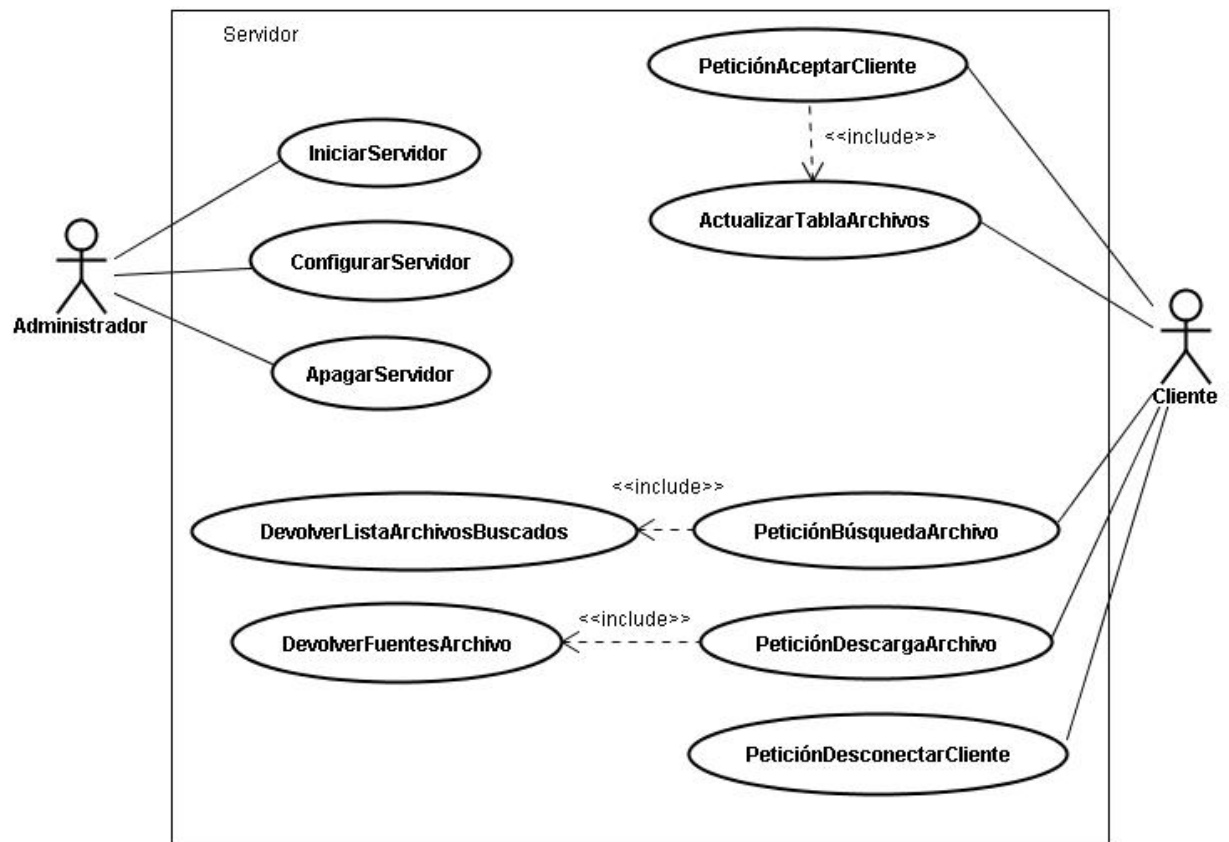 Servidor
PeticiónAceptarCliente
<<include>>
IniciarServidor
ActualizarTablaArchivos
ConfigurarServidor
Administrador
ApagarServidor
Cliente
<<include>>
DevolverListaArchivosBuscados
PeticiónBúsquedaArchivo
<<include>>
DevolverFuentesArchivo
PeticiónDescargaArchivo
PeticiónDesconectarCliente